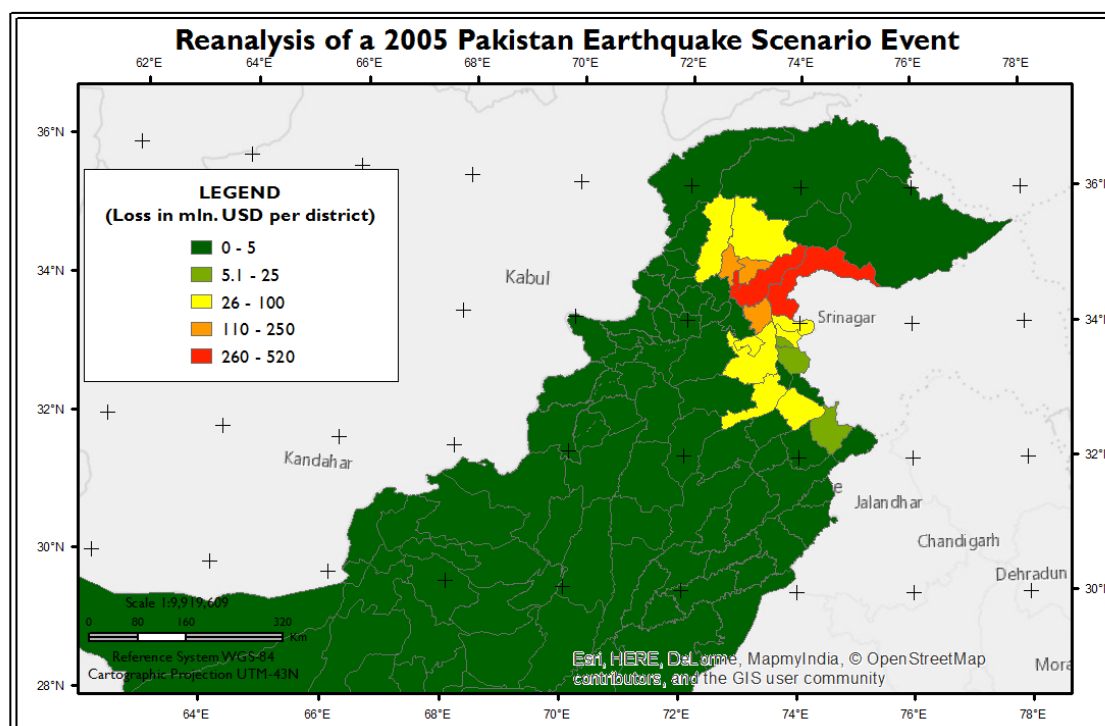 Reanalysis of a 2005 Pakistan Earthquake Scenario Event
62°E 64°E 66°E 68°E 70°E 72°E 74°E 76°E 78°E
36°N
36°N
LEGEND
(Loss in mln. USD per district)
0 - 5
5.1 - 25
26 - 100
110 - 250
260 - 520
34°N
Kabul
Srinagar
34°N
32°N
Kandahar
32°N
e
Jalandhar
Chandigarh
30°N
Dehradun
30°N
Scale 1:9,919,609
0 80 160 320
Km
Reference System WGS-84
Cartographic Projection UTM-43N
Esri, HERE, DeLorme, MapmyIndia, © OpenStreetMap
contributors, and the GIS user community
Mora
28°N
64°E 66°E 68°E 70°E 72°E 74°E 76°E 78°E